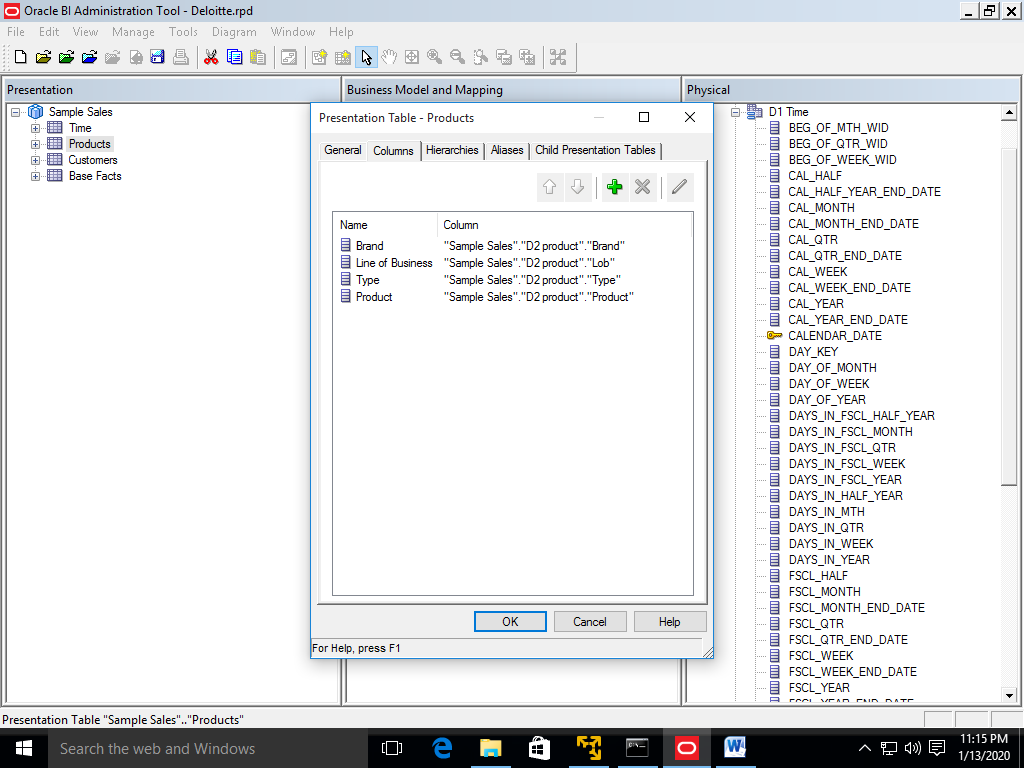 Oracle BI Administration Tool - Deloitte.rpd
File Edit View Manage Tools Diagram Window Help
Presentation
Sample Sales
Time
Products
Customers
Base Facts
Business Model and Mapping
Presentation Table - Products
General Columns Hierarchies Aliases Child Presentation Tables
Name Column
Brand "Sample Sales"."D2 product"."Brand"
Line of Business "Sample Sales"."D2 product"."Lob"
Type "Sample Sales"."D2 product"."Type"
Product "Sample Sales"."D2 product"."Product"
OK Cancel Help
For Help, press F1
Physical
D1 Time
BEG_OF_MTH_WID
BEG_OF_QTR_WID
BEG_OF_WEEK_WID
CAL_HALF
CAL_HALF_YEAR_END_DATE
CAL_MONTH
CAL_MONTH_END_DATE
CAL_QTR
CAL_QTR_END_DATE
CAL_WEEK
CAL_WEEK_END_DATE
CAL_YEAR
CAL_YEAR_END_DATE
CALENDAR_DATE
DAY_KEY
DAY_OF_MONTH
DAY_OF_WEEK
DAY_OF_YEAR
DAYS_IN_FSCL_HALF_YEAR
DAYS_IN_FSCL_MONTH
DAYS_IN_FSCL_QTR
DAYS_IN_FSCL_WEEK
DAYS_IN_FSCL_YEAR
DAYS_IN_HALF_YEAR
DAYS_IN_MTH
DAYS_IN_QTR
DAYS_IN_WEEK
DAYS_IN_YEAR
FSCL_HALF
FSCL_MONTH
FSCL_MONTH_END_DATE
FSCL_QTR
FSCL_QTR_END_DATE
FSCL_WEEK
FSCL_WEEK_END_DATE
FSCL_YEAR
FSCL_YEAR_END_DATE
Presentation Table "Sample Sales".."Products"
Search the web and Windows
11:15 PM
1/13/2020